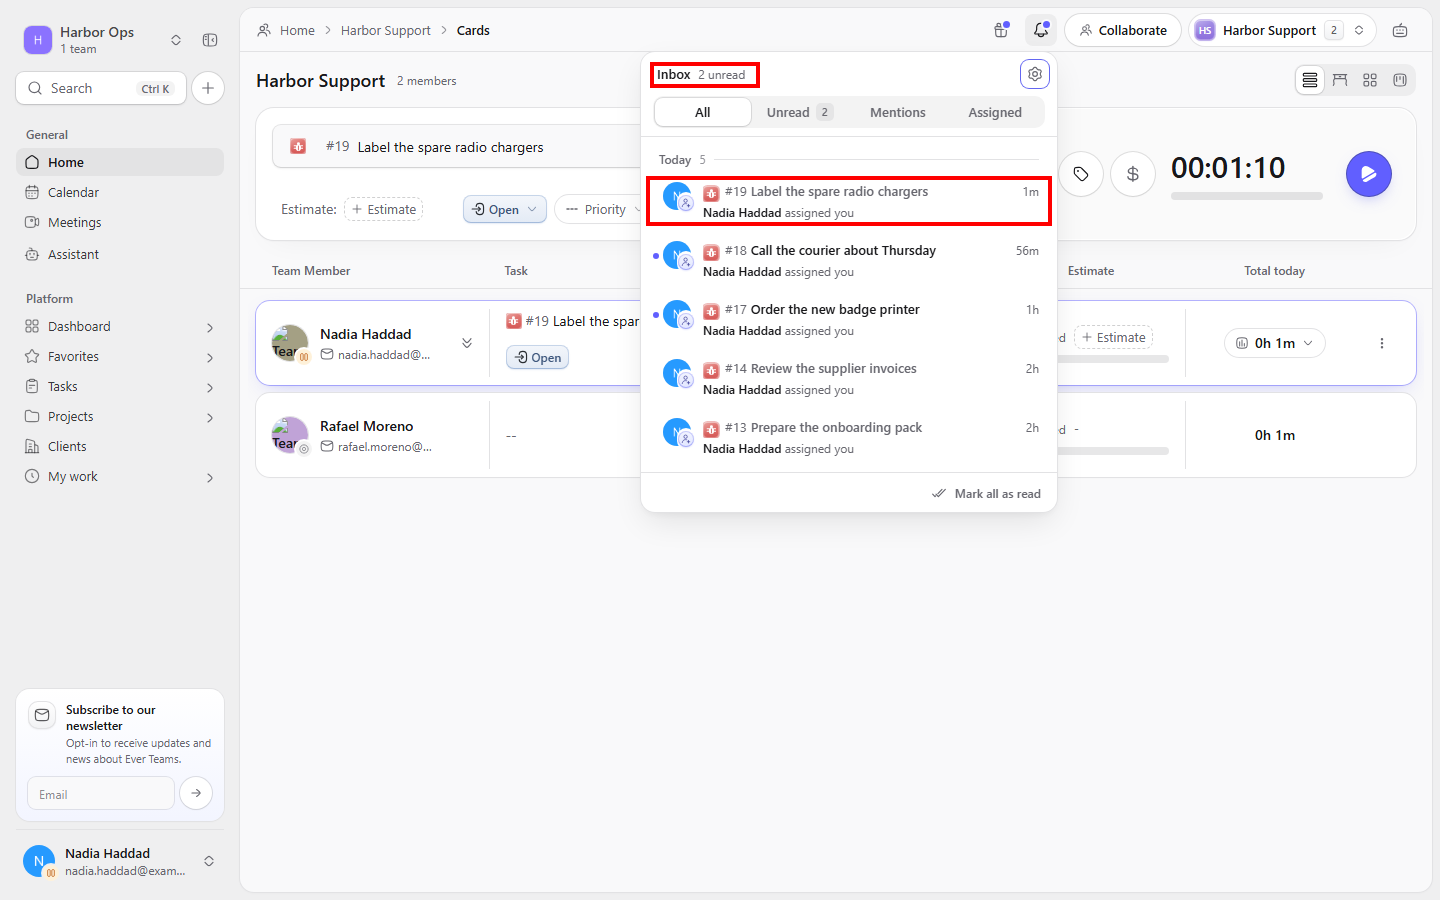 H
Harbor Ops
1 team
Search
Ctrl K
General
Home
Calendar
Meetings
Assistant
Platform
Dashboard
Favorites
Tasks
Projects
Clients
My work
Subscribe to our
newsletter
Opt-in to receive updates and
news about Ever Teams.
Email
N
Nadia Haddad
nadia.haddad@exam...
Home
Harbor Support
Cards
Collaborate
HS
Harbor Support
2
Harbor Support
2 members
#19 Label the spare radio chargers
Estimate:
+ Estimate
Open
Priority
00:01:10
Team Member
Task
Estimate
Total today
Tea
Nadia Haddad
nadia.haddad@...
#19 Label the spar
Open
d
+ Estimate
0h 1m
Tea
Rafael Moreno
rafael.moreno@...
--
d
-
0h 1m
Inbox 2 unread
All
Unread 2
Mentions
Assigned
Today 5
N
#19 Label the spare radio chargers
1m
Nadia Haddad assigned you
N
#18 Call the courier about Thursday
56m
Nadia Haddad assigned you
N
#17 Order the new badge printer
1h
Nadia Haddad assigned you
N
#14 Review the supplier invoices
2h
Nadia Haddad assigned you
N
#13 Prepare the onboarding pack
2h
Nadia Haddad assigned you
Mark all as read